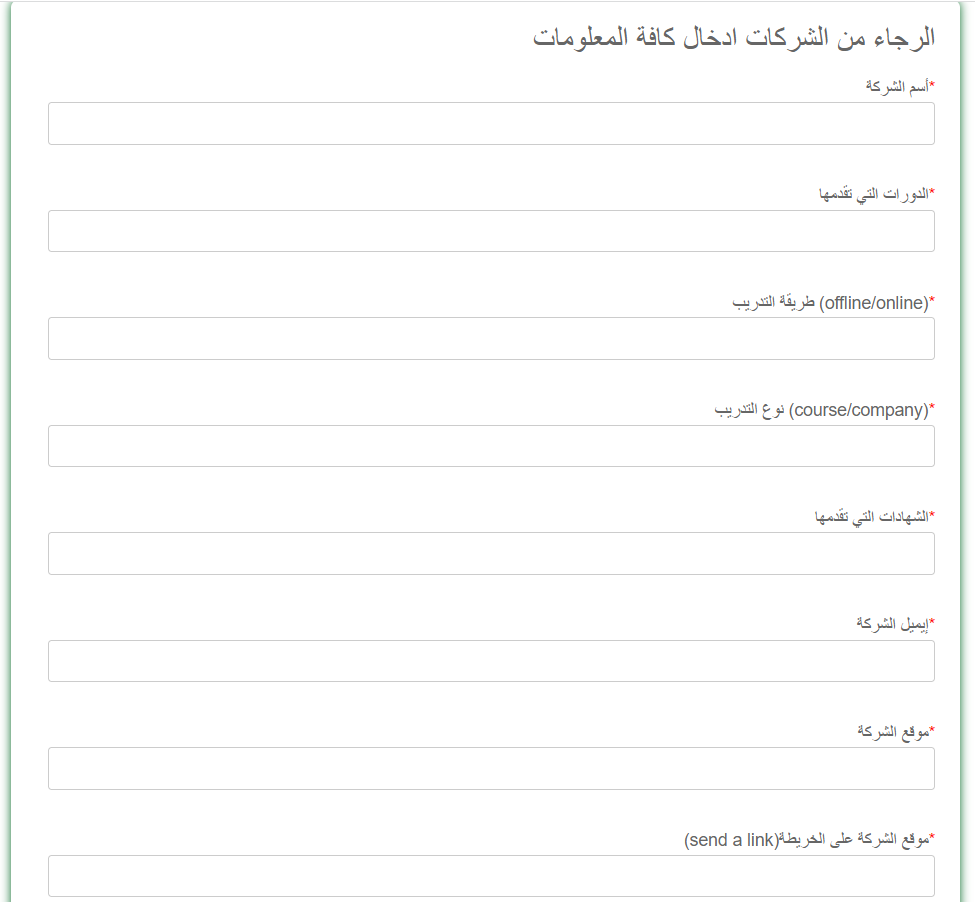 الرجاء من الشركات ادخال كافة المعلومات
*أسم الشركة
*الدورات التي تقدمها
*(offline/online) طريقة التدريب
*(course/company) نوع التدريب
*الشهادات التي تقدمها
*إيميل الشركة
*موقع الشركة
*موقع الشركة على الخريطة(send a link)